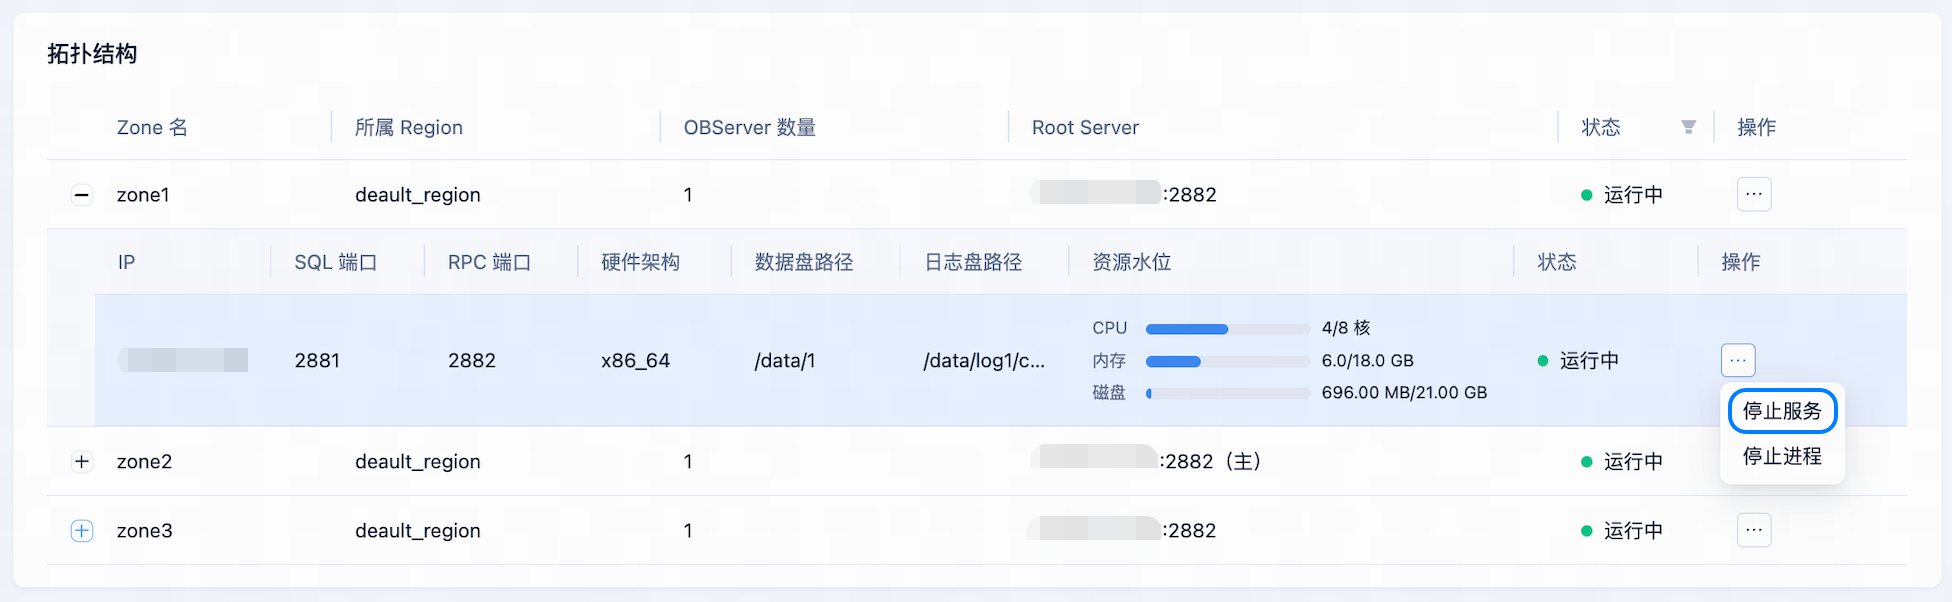 拓扑结构
Zone 名 所属 Region OBServer 数量 Root Server 状态 操作
zone1 deault_region 1 :2882 运行中 ...
IP SQL 端口 RPC 端口 硬件架构 数据盘路径 日志盘路径 资源水位 状态 操作
CPU 4/8 核
2881 2882 x86_64 /data/1 /data/log1/c... 内存 6.0/18.0 GB 运行中 ...
磁盘 696.00 MB/21.00 GB
停止服务
停止进程
zone2 deault_region 1 :2882（主） 运行中
zone3 deault_region 1 :2882 运行中 ...